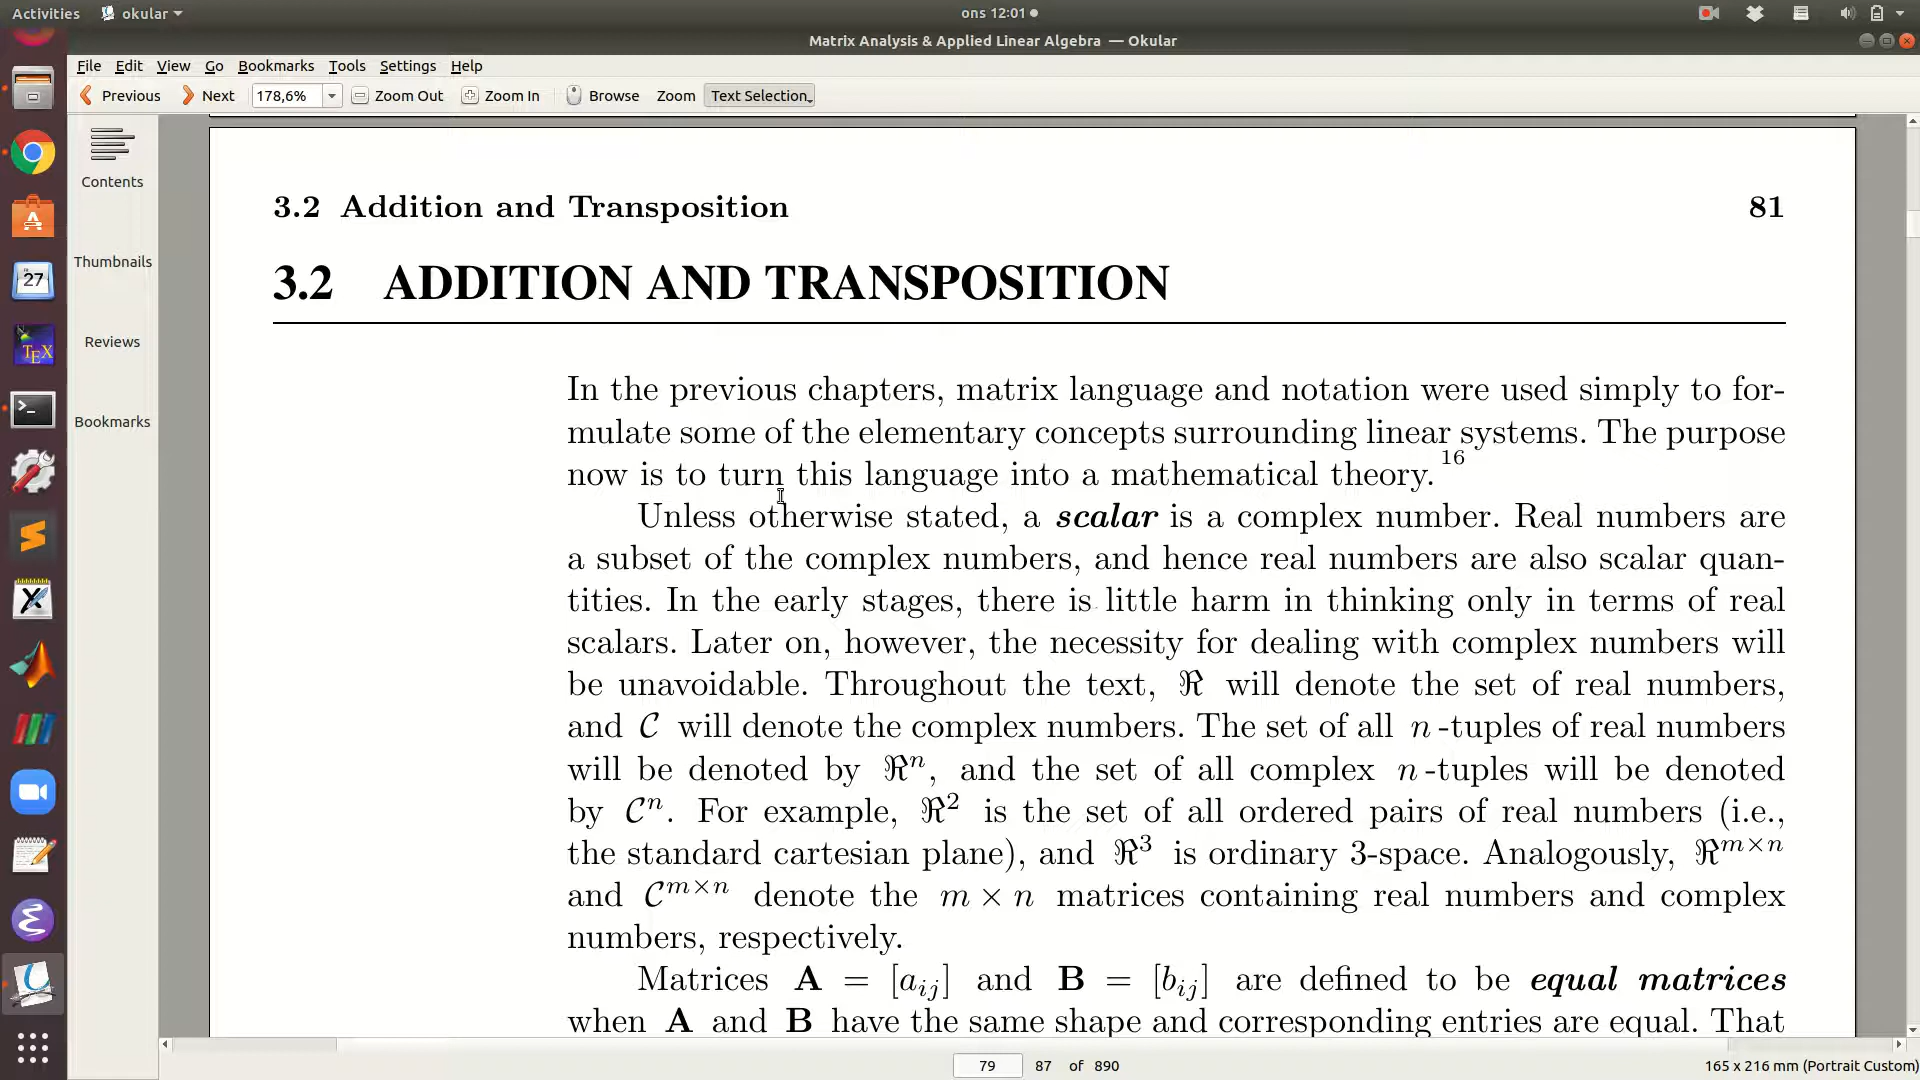 Activities okular ons 12:01
Matrix Analysis & Applied Linear Algebra — Okular
File Edit View Go Bookmarks Tools Settings Help
Previous Next 178,6% Zoom Out Zoom In Browse Zoom Text Selection
Contents
Thumbnails
Reviews
Bookmarks
27
TEX
3.2 Addition and Transposition 81
3.2 ADDITION AND TRANSPOSITION
In the previous chapters, matrix language and notation were used simply to for-
mulate some of the elementary concepts surrounding linear systems. The purpose
now is to turn this language into a mathematical theory.¹⁶
Unless otherwise stated, a scalar is a complex number. Real numbers are
a subset of the complex numbers, and hence real numbers are also scalar quan-
tities. In the early stages, there is little harm in thinking only in terms of real
scalars. Later on, however, the necessity for dealing with complex numbers will
be unavoidable. Throughout the text, ℜ will denote the set of real numbers,
and 𝒞 will denote the complex numbers. The set of all n-tuples of real numbers
will be denoted by ℜⁿ, and the set of all complex n-tuples will be denoted
by 𝒞ⁿ. For example, ℜ² is the set of all ordered pairs of real numbers (i.e.,
the standard cartesian plane), and ℜ³ is ordinary 3-space. Analogously, ℜ^{m×n}
and 𝒞^{m×n} denote the m × n matrices containing real numbers and complex
numbers, respectively.
Matrices A = [a_{ij}] and B = [b_{ij}] are defined to be equal matrices
when A and B have the same shape and corresponding entries are equal. That
79 87 of 890 165 x 216 mm (Portrait Custom)